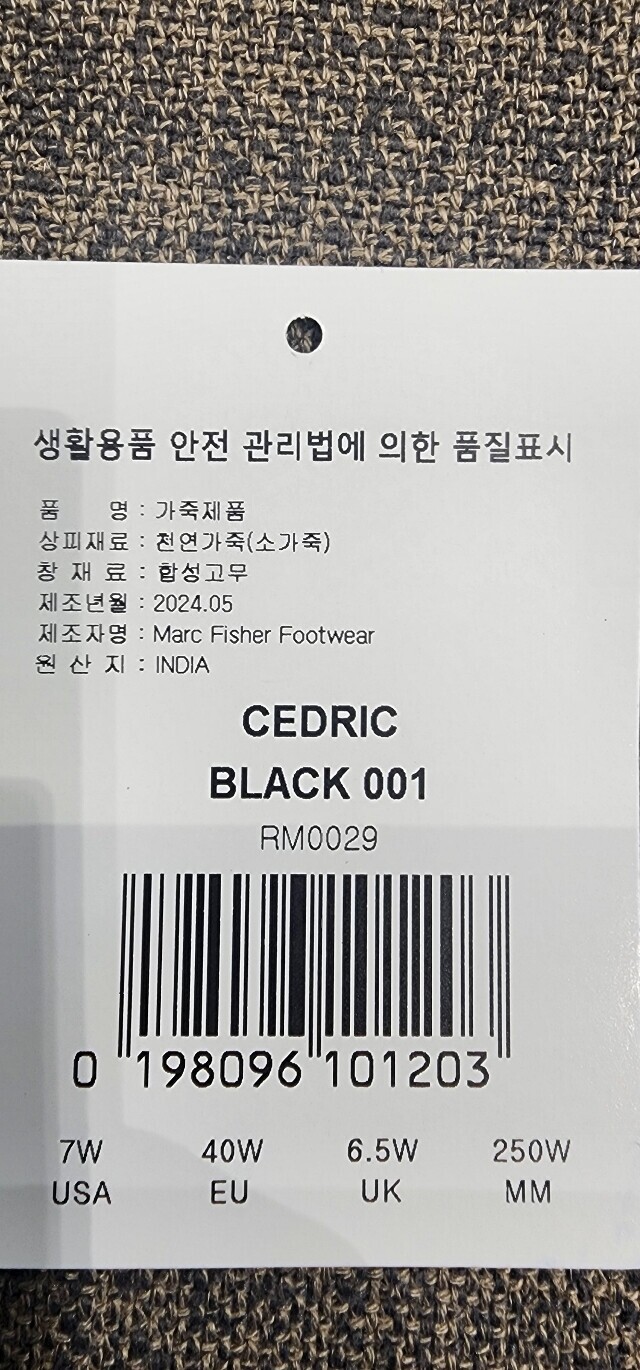 생활용품 안전 관리법에 의한 품질표시
품 명 : 가죽제품
상피재료 : 천연가죽(소가죽)
창 재 료 : 합성고무
제조년월 : 2024.05
제조자명 : Marc Fisher Footwear
원 산 지 : INDIA
CEDRIC
BLACK 001
RM0029
0 198096 101203
7W 40W 6.5W 250W
USA EU UK MM